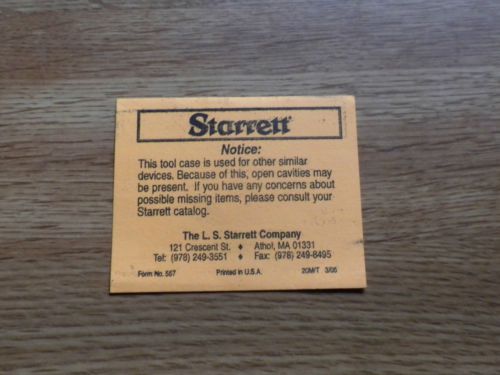 Starrett
Notice:
This tool case is used for other similar
devices. Because of this, open cavities may
be present. If you have any concerns about
possible missing items, please consult your
Starrett catalog.
The L. S. Starrett Company
121 Crescent St. ♦ Athol, MA 01331
Tel: (978) 249-3551 ♦ Fax: (978) 249-8495
Form No. 557 Printed in U.S.A. 20M/T 3/05